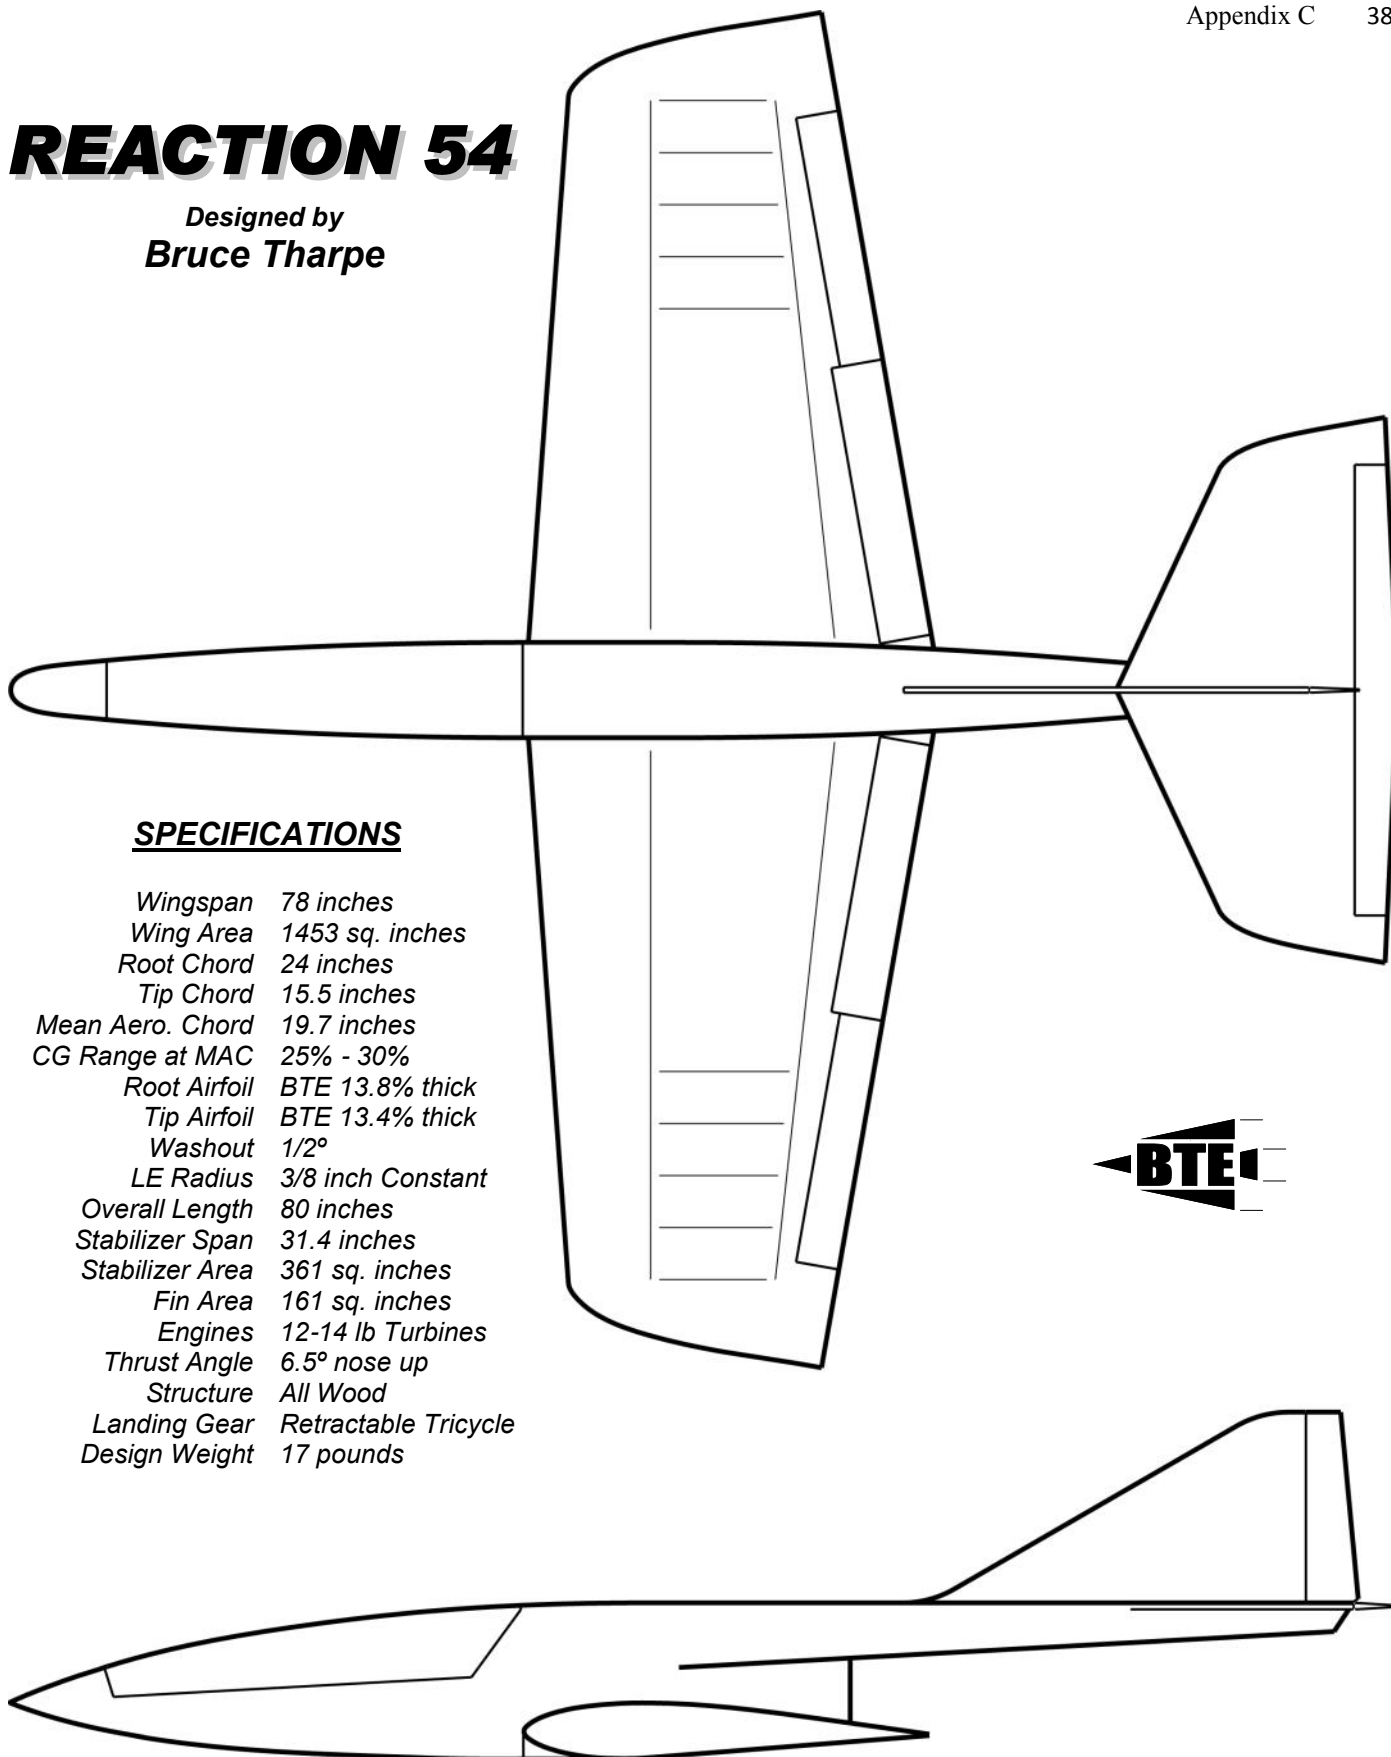 Appendix C 38
REACTION 54
Designed by
Bruce Tharpe
SPECIFICATIONS
Wingspan 78 inches
Wing Area 1453 sq. inches
Root Chord 24 inches
Tip Chord 15.5 inches
Mean Aero. Chord 19.7 inches
CG Range at MAC 25% - 30%
Root Airfoil BTE 13.8% thick
Tip Airfoil BTE 13.4% thick
Washout 1/2º
LE Radius 3/8 inch Constant
Overall Length 80 inches
Stabilizer Span 31.4 inches
Stabilizer Area 361 sq. inches
Fin Area 161 sq. inches
Engines 12-14 lb Turbines
Thrust Angle 6.5º nose up
Structure All Wood
Landing Gear Retractable Tricycle
Design Weight 17 pounds
BTE